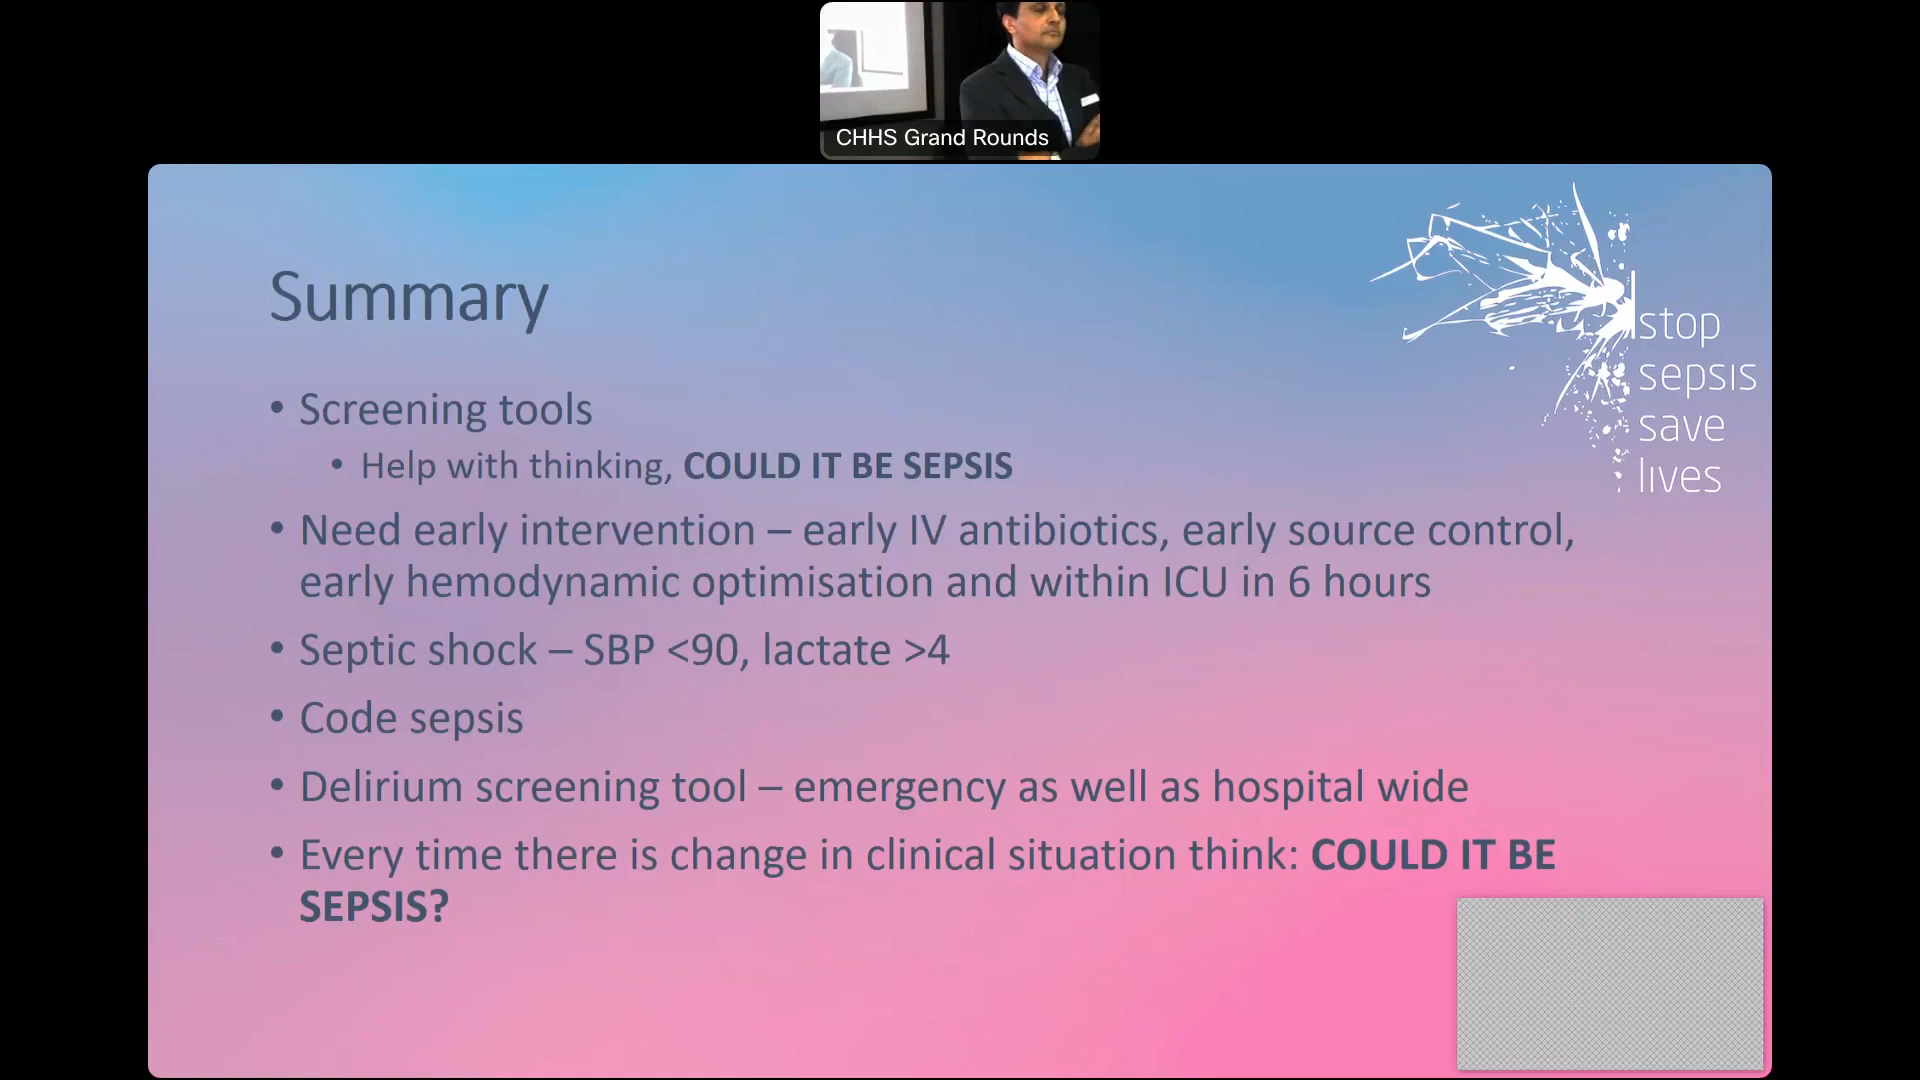 CHHS Grand Rounds
Summary
stop
sepsis
save
lives
• Screening tools
• Help with thinking, COULD IT BE SEPSIS
• Need early intervention – early IV antibiotics, early source control,
early hemodynamic optimisation and within ICU in 6 hours
• Septic shock – SBP <90, lactate >4
• Code sepsis
• Delirium screening tool – emergency as well as hospital wide
• Every time there is change in clinical situation think: COULD IT BE
SEPSIS?